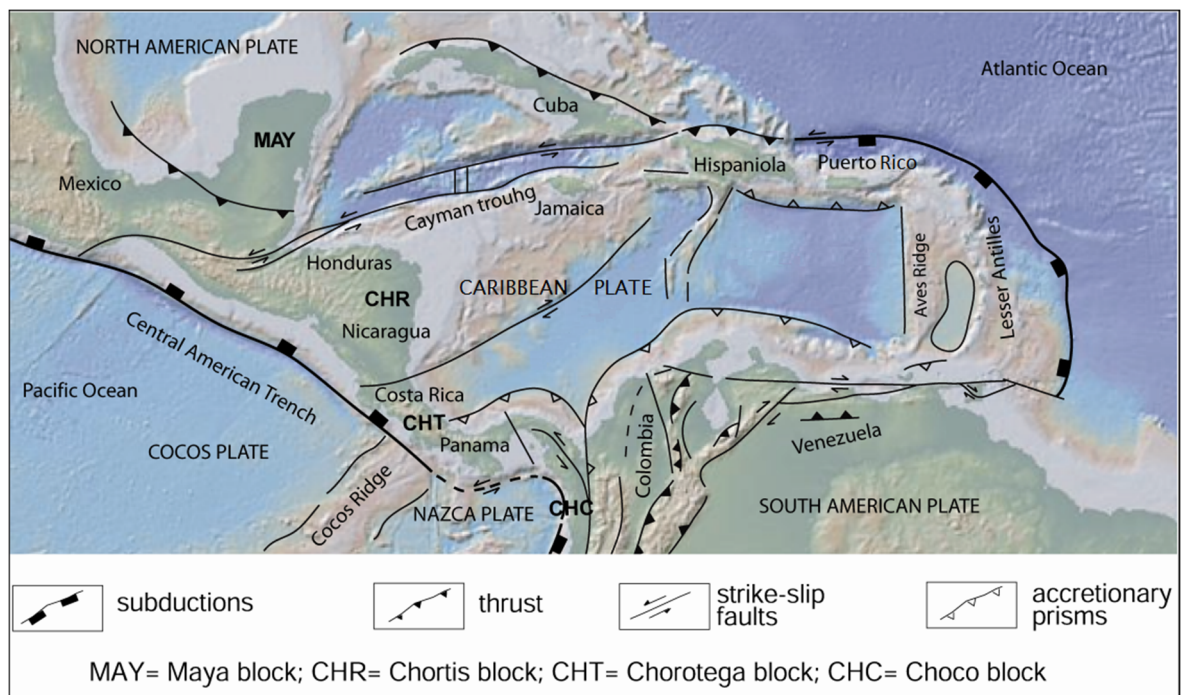 NORTH AMERICAN PLATE
Atlantic Ocean
Cuba
MAY
Mexico
Hispaniola
Puerto Rico
Cayman trouhg
Jamaica
Honduras
CHR
CARIBBEAN PLATE
Aves Ridge
Lesser Antilles
Nicaragua
Central American Trench
Pacific Ocean
Costa Rica
CHT
Panama
Colombia
Venezuela
COCOS PLATE
Cocos Ridge
NAZCA PLATE
CHC
SOUTH AMERICAN PLATE
subductions
thrust
strike-slip
faults
accretionary
prisms
MAY= Maya block; CHR= Chortis block; CHT= Chorotega block; CHC= Choco block